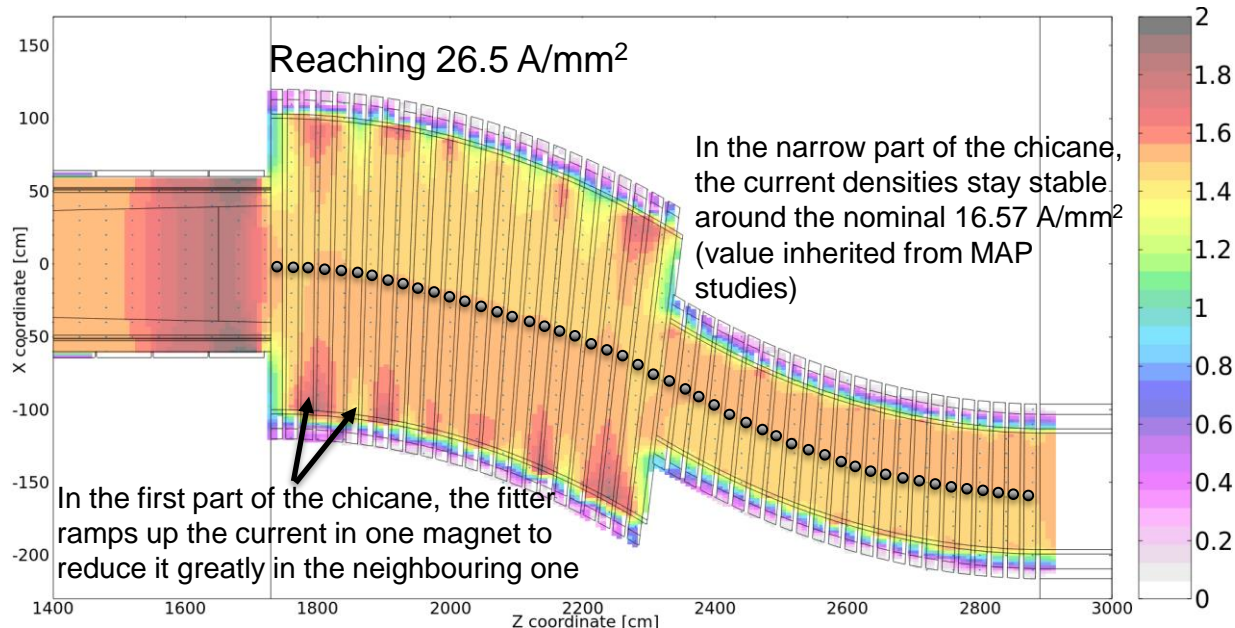 Reaching 26.5 A/mm²
In the narrow part of the chicane,
the current densities stay stable
around the nominal 16.57 A/mm²
(value inherited from MAP
studies)
In the first part of the chicane, the fitter
ramps up the current in one magnet to
reduce it greatly in the neighbouring one
X coordinate [cm]
150
100
50
0
-50
-100
-150
-200
1400 1600 1800 2000 2200 2400 2600 2800 3000
Z coordinate [cm]
2
1.8
1.6
1.4
1.2
1
0.8
0.6
0.4
0.2
0